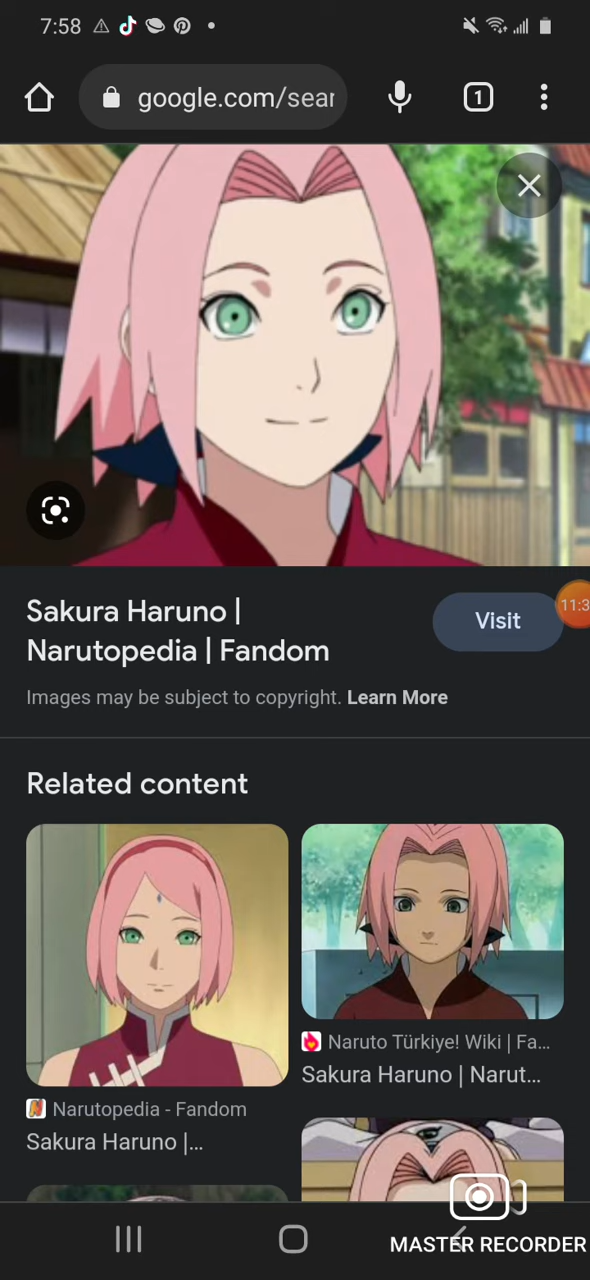 7:58
google.com/sear
1
Sakura Haruno |
Narutopedia | Fandom
Visit
11:3
Images may be subject to copyright. Learn More
Related content
Naruto Türkiye! Wiki | Fa...
Sakura Haruno | Narut...
Narutopedia - Fandom
Sakura Haruno |...
MASTER RECORDER